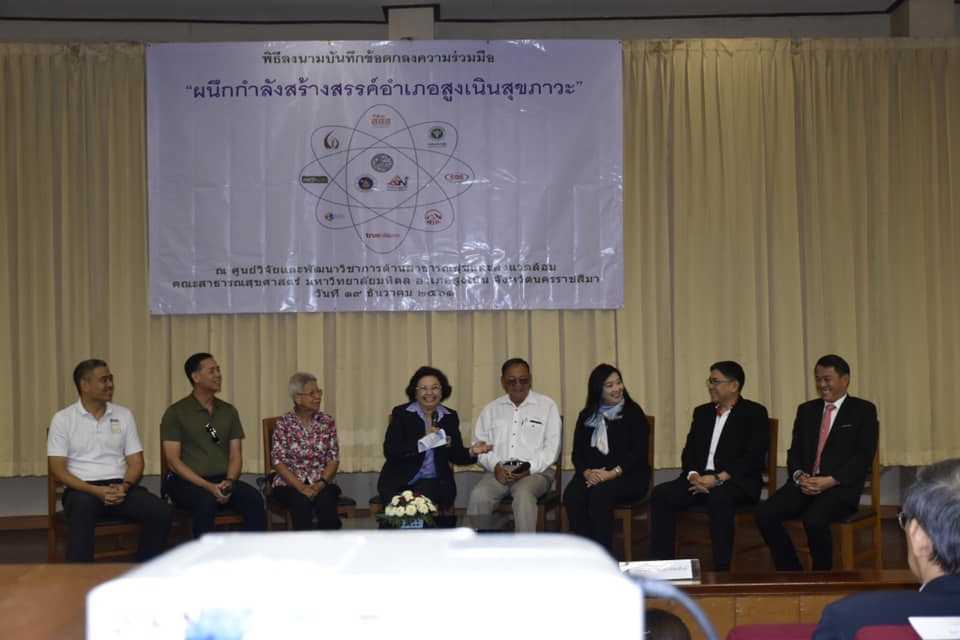 พิธีลงนามบันทึกข้อตกลงความร่วมมือ
“ผนึกกำลังสร้างสรรค์อำเภอสูงเนินสุขภาวะ”
สสส
true
ณ ศูนย์วิจัยและพัฒนาวิชาการด้านสาธารณสุขและสิ่งแวดล้อม
คณะสาธารณสุขศาสตร์ มหาวิทยาลัยมหิดล อำเภอสูงเนิน จังหวัดนครราชสีมา
วันที่ ๑๙ ธันวาคม ๒๕๖๑